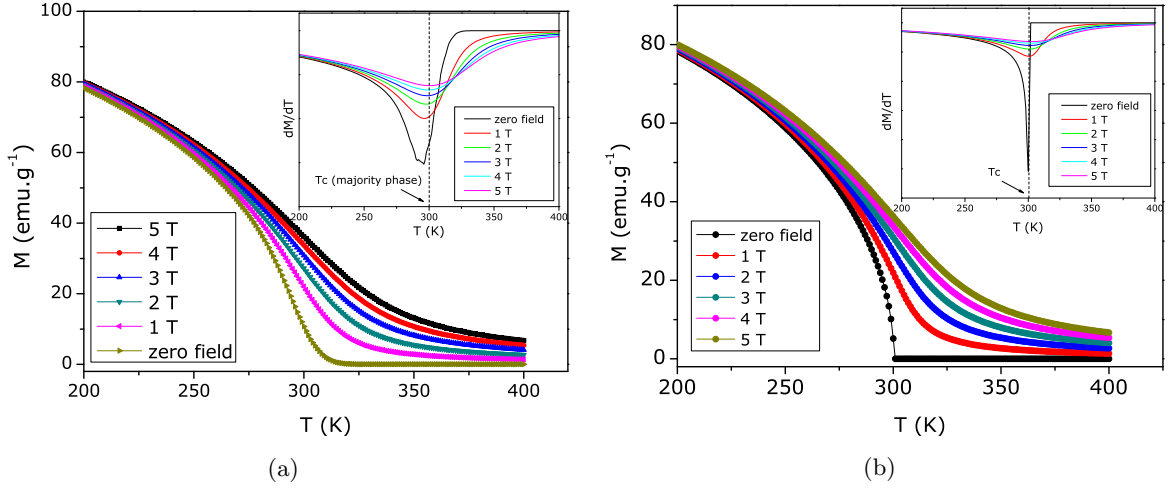 100
80
60
40
20
0
M (emu.g⁻¹)
200
250
300
350
400
T (K)
5 T
4 T
3 T
2 T
1 T
zero field
dM/dT
Tc (majority phase)
zero field
1 T
2 T
3 T
4 T
5 T
200
250
300
350
400
T (K)
(a)
80
60
40
20
0
M (emu.g⁻¹)
200
250
300
350
400
T (K)
zero field
1 T
2 T
3 T
4 T
5 T
dM/dT
Tc
zero field
1 T
2 T
3 T
4 T
5 T
200
250
300
350
400
T (K)
(b)